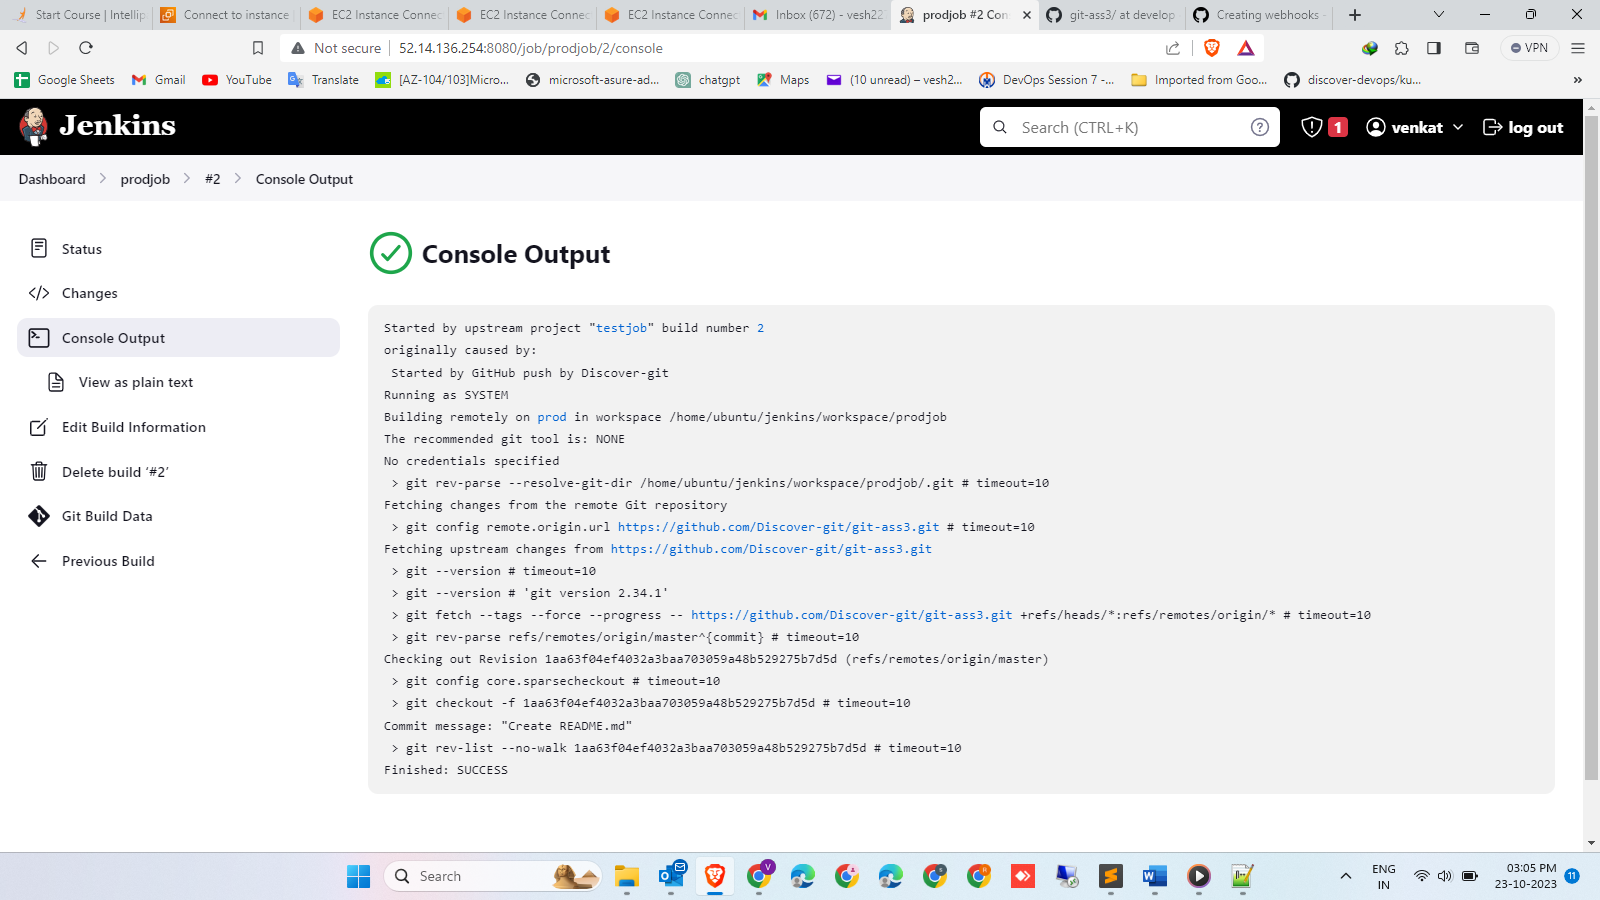 Start Course | Intellip
Connect to instance
EC2 Instance Connec
EC2 Instance Connec
EC2 Instance Connec
Inbox (672) - vesh22
prodjob #2 Con
git-ass3/ at develop
Creating webhooks -
Not secure
52.14.136.254:8080/job/prodjob/2/console
VPN
Google Sheets
Gmail
YouTube
Translate
[AZ-104/103]Micro...
microsoft-asure-ad...
chatgpt
Maps
(10 unread) – vesh2...
DevOps Session 7 -...
Imported from Goo...
discover-devops/ku...
Jenkins
Search (CTRL+K)
1
venkat
log out
Dashboard
prodjob
#2
Console Output
Status
Changes
Console Output
View as plain text
Edit Build Information
Delete build ‘#2’
Git Build Data
Previous Build
Console Output
Started by upstream project "testjob" build number 2
originally caused by:
Started by GitHub push by Discover-git
Running as SYSTEM
Building remotely on prod in workspace /home/ubuntu/jenkins/workspace/prodjob
The recommended git tool is: NONE
No credentials specified
> git rev-parse --resolve-git-dir /home/ubuntu/jenkins/workspace/prodjob/.git # timeout=10
Fetching changes from the remote Git repository
> git config remote.origin.url https://github.com/Discover-git/git-ass3.git # timeout=10
Fetching upstream changes from https://github.com/Discover-git/git-ass3.git
> git --version # timeout=10
> git --version # 'git version 2.34.1'
> git fetch --tags --force --progress -- https://github.com/Discover-git/git-ass3.git +refs/heads/*:refs/remotes/origin/* # timeout=10
> git rev-parse refs/remotes/origin/master^{commit} # timeout=10
Checking out Revision 1aa63f04ef4032a3baa703059a48b529275b7d5d (refs/remotes/origin/master)
> git config core.sparsecheckout # timeout=10
> git checkout -f 1aa63f04ef4032a3baa703059a48b529275b7d5d # timeout=10
Commit message: "Create README.md"
> git rev-list --no-walk 1aa63f04ef4032a3baa703059a48b529275b7d5d # timeout=10
Finished: SUCCESS
Search
V
ENG
IN
03:05 PM
23-10-2023
11